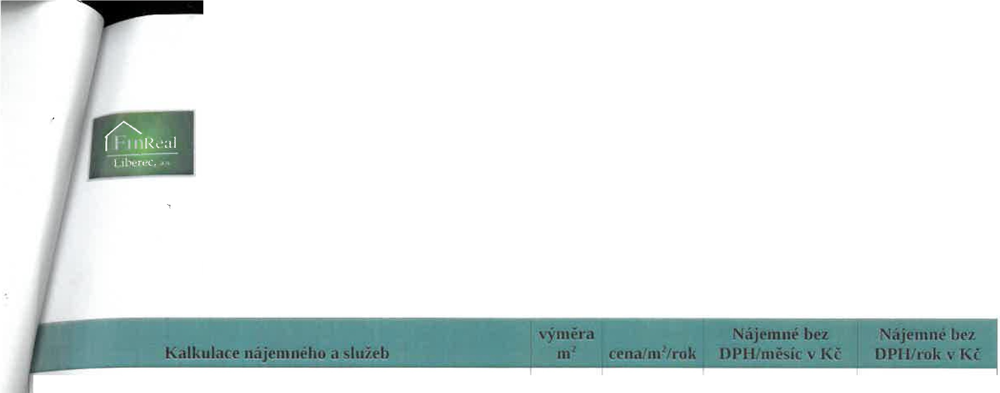 FinReal
Liberec,
Kalkulace nájemného a služeb
výměra
m²
cena/m²/rok
Nájemné bez
DPH/měsíc v Kč
Nájemné bez
DPH/rok v Kč